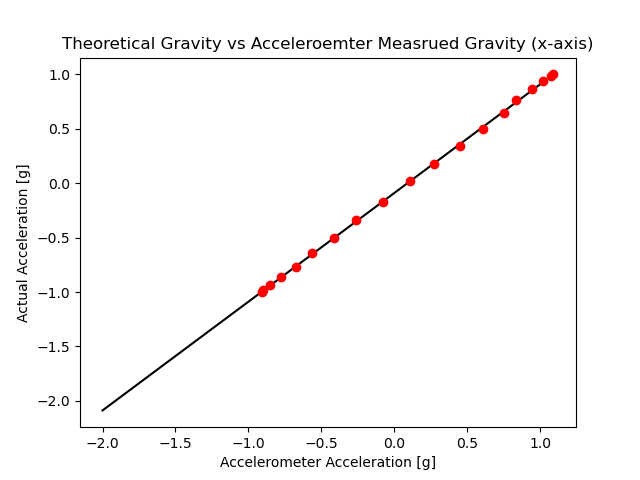 Theoretical Gravity vs Acceleroemter Measrued Gravity (x-axis)
1.0
0.5
0.0
−0.5
−1.0
−1.5
−2.0
Actual Acceleration [g]
−2.0 −1.5 −1.0 −0.5 0.0 0.5 1.0
Accelerometer Acceleration [g]